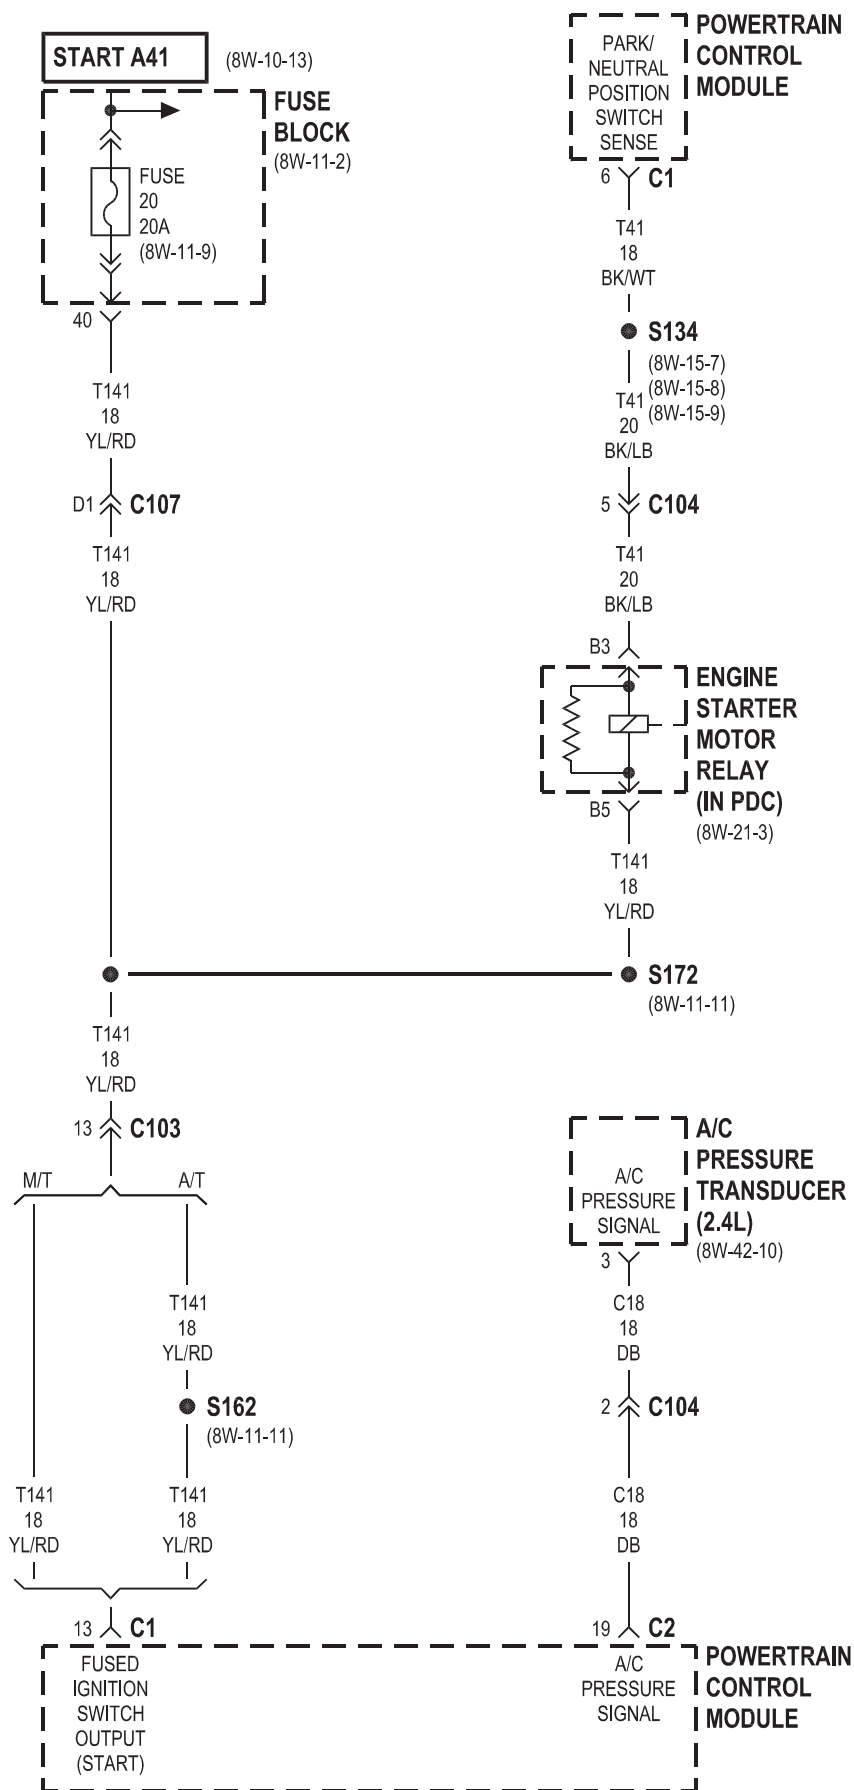 START A41
(8W-10-13)
FUSE
BLOCK
(8W-11-2)
FUSE
20
20A
(8W-11-9)
40
T141
18
YL/RD
D1
C107
T141
18
YL/RD
T141
18
YL/RD
13
C103
M/T
A/T
T141
18
YL/RD
S162
(8W-11-11)
T141
18
YL/RD
T141
18
YL/RD
13
C1
FUSED
IGNITION
SWITCH
OUTPUT
(START)
PARK/
NEUTRAL
POSITION
SWITCH
SENSE
POWERTRAIN
CONTROL
MODULE
6
C1
T41
18
BK/WT
S134
(8W-15-7)
(8W-15-8)
(8W-15-9)
T41
20
BK/LB
5
C104
T41
20
BK/LB
B3
ENGINE
STARTER
MOTOR
RELAY
(IN PDC)
(8W-21-3)
B5
T141
18
YL/RD
S172
(8W-11-11)
A/C
PRESSURE
SIGNAL
A/C
PRESSURE
TRANSDUCER
(2.4L)
(8W-42-10)
3
C18
18
DB
2
C104
C18
18
DB
19
C2
A/C
PRESSURE
SIGNAL
POWERTRAIN
CONTROL
MODULE